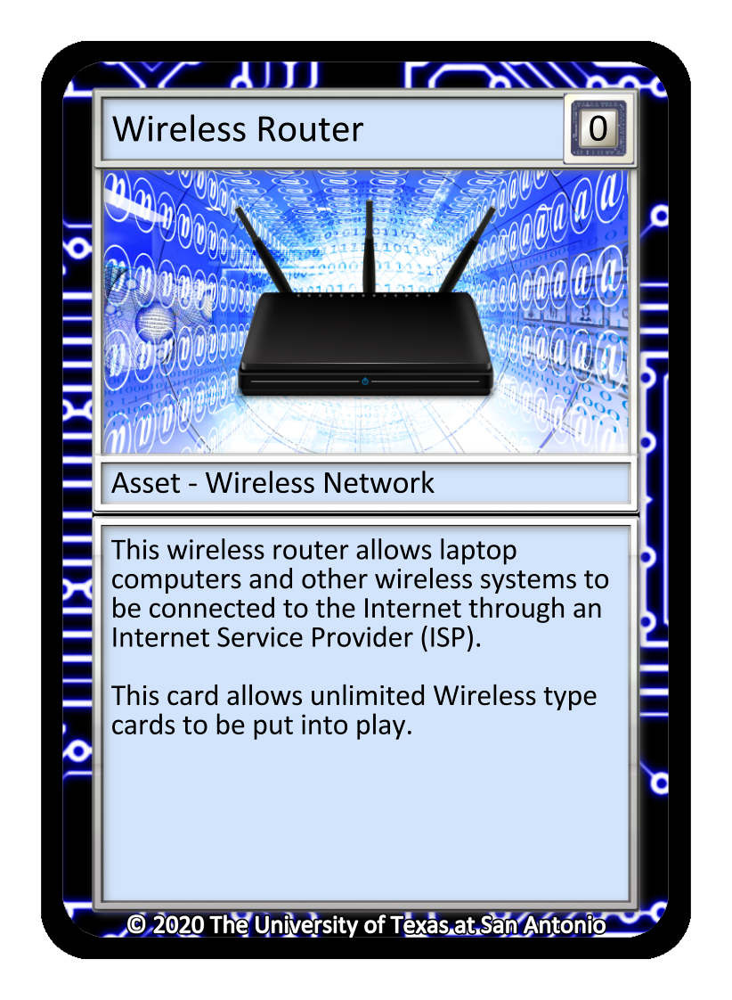 Wireless Router
0
Asset - Wireless Network
This wireless router allows laptop
computers and other wireless systems to
be connected to the Internet through an
Internet Service Provider (ISP).
This card allows unlimited Wireless type
cards to be put into play.
© 2020 The University of Texas at San Antonio